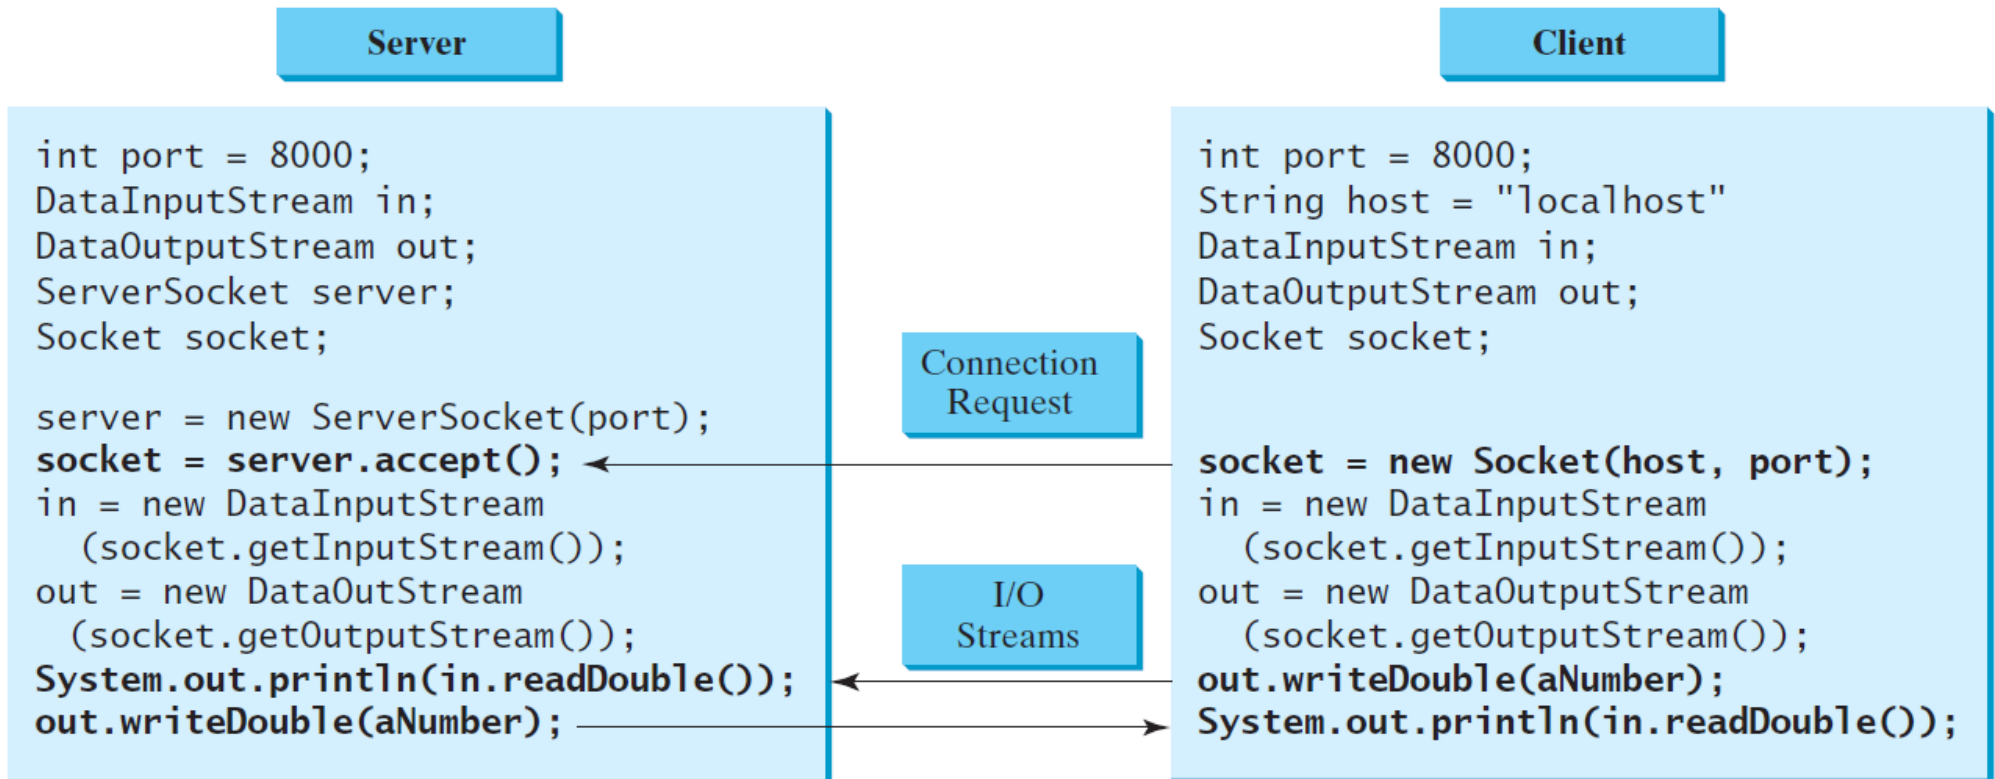 Server
int port = 8000;
DataInputStream in;
DataOutputStream out;
ServerSocket server;
Socket socket;
server = new ServerSocket(port);
socket = server.accept();
in = new DataInputStream
(socket.getInputStream());
out = new DataOutStream
(socket.getOutputStream());
System.out.println(in.readDouble());
out.writeDouble(aNumber);
Connection
Request
I/O
Streams
Client
int port = 8000;
String host = "localhost"
DataInputStream in;
DataOutputStream out;
Socket socket;
socket = new Socket(host, port);
in = new DataInputStream
(socket.getInputStream());
out = new DataOutputStream
(socket.getOutputStream());
out.writeDouble(aNumber);
System.out.println(in.readDouble());